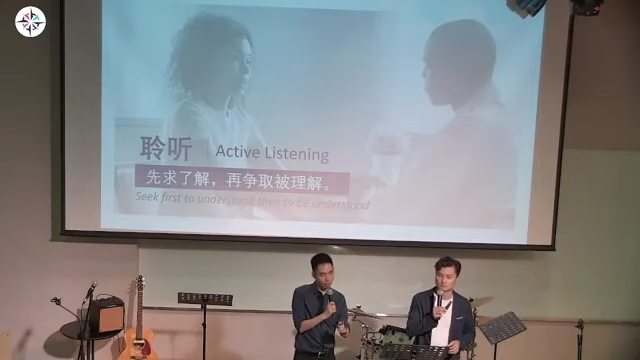 聆听 Active Listening
先求了解，再争取被理解。
Seek first to understand then to be understood